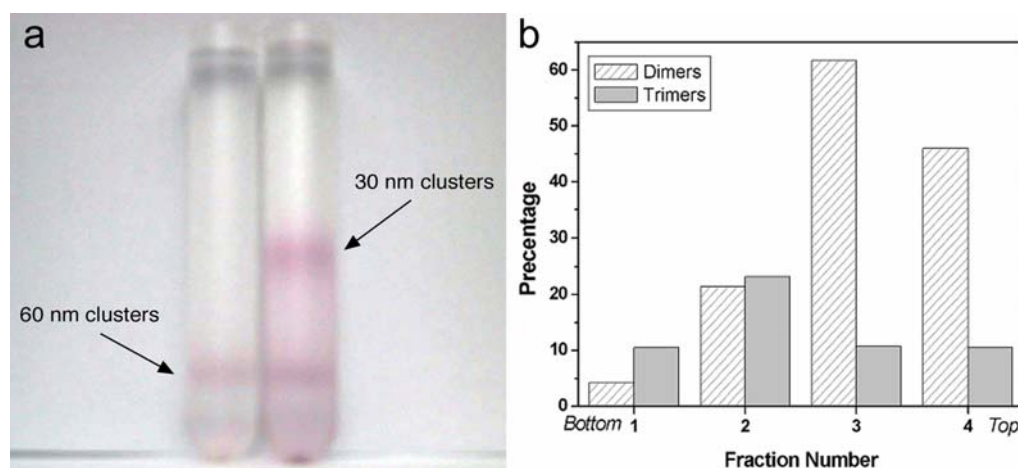 a
30 nm clusters
60 nm clusters
b
Dimers
Trimers
Precentage
60
50
40
30
20
10
0
Bottom 1 2 3 4 Top
Fraction Number